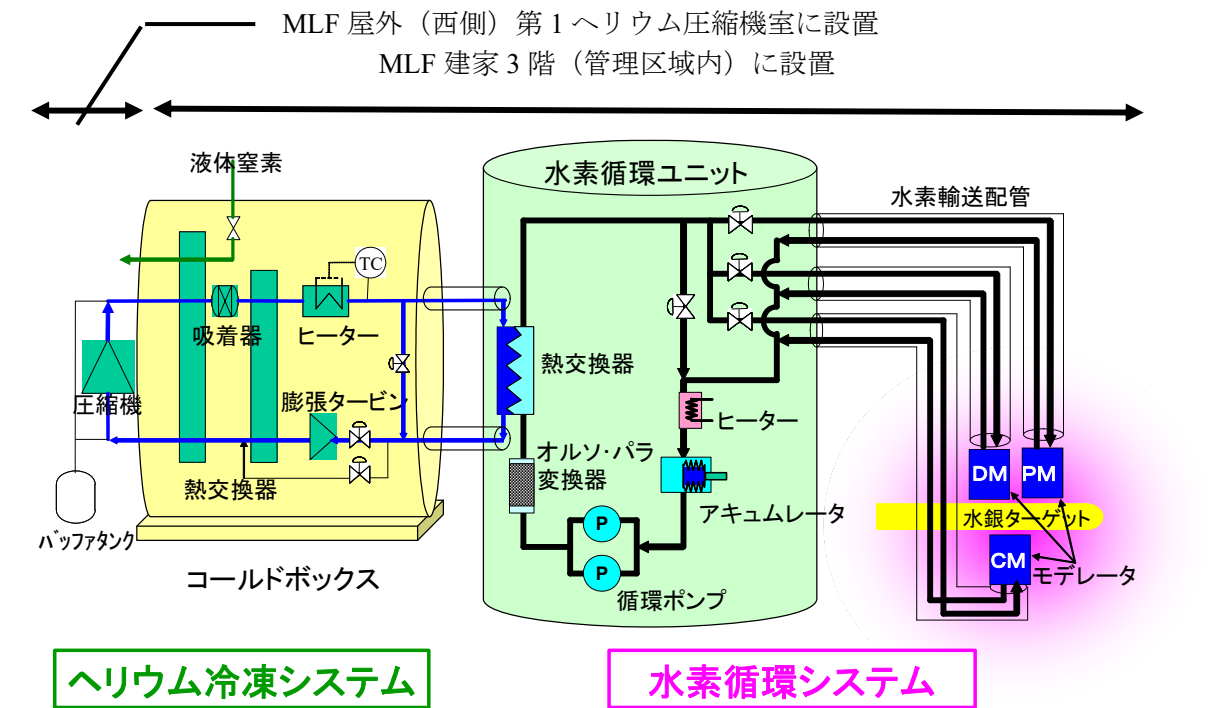 MLF 屋外（西側）第 1 ヘリウム圧縮機室に設置
MLF 建家 3 階（管理区域内）に設置
液体窒素
水素循環ユニット
水素輸送配管
TC
吸着器
ヒーター
熱交換器
圧縮機
膨張タービン
ヒーター
オルソ・パラ
変換器
熱交換器
アキュムレータ
DM
PM
水銀ターゲット
P
バッファタンク
CM
モデレータ
P
コールドボックス
循環ポンプ
ヘリウム冷凍システム
水素循環システム